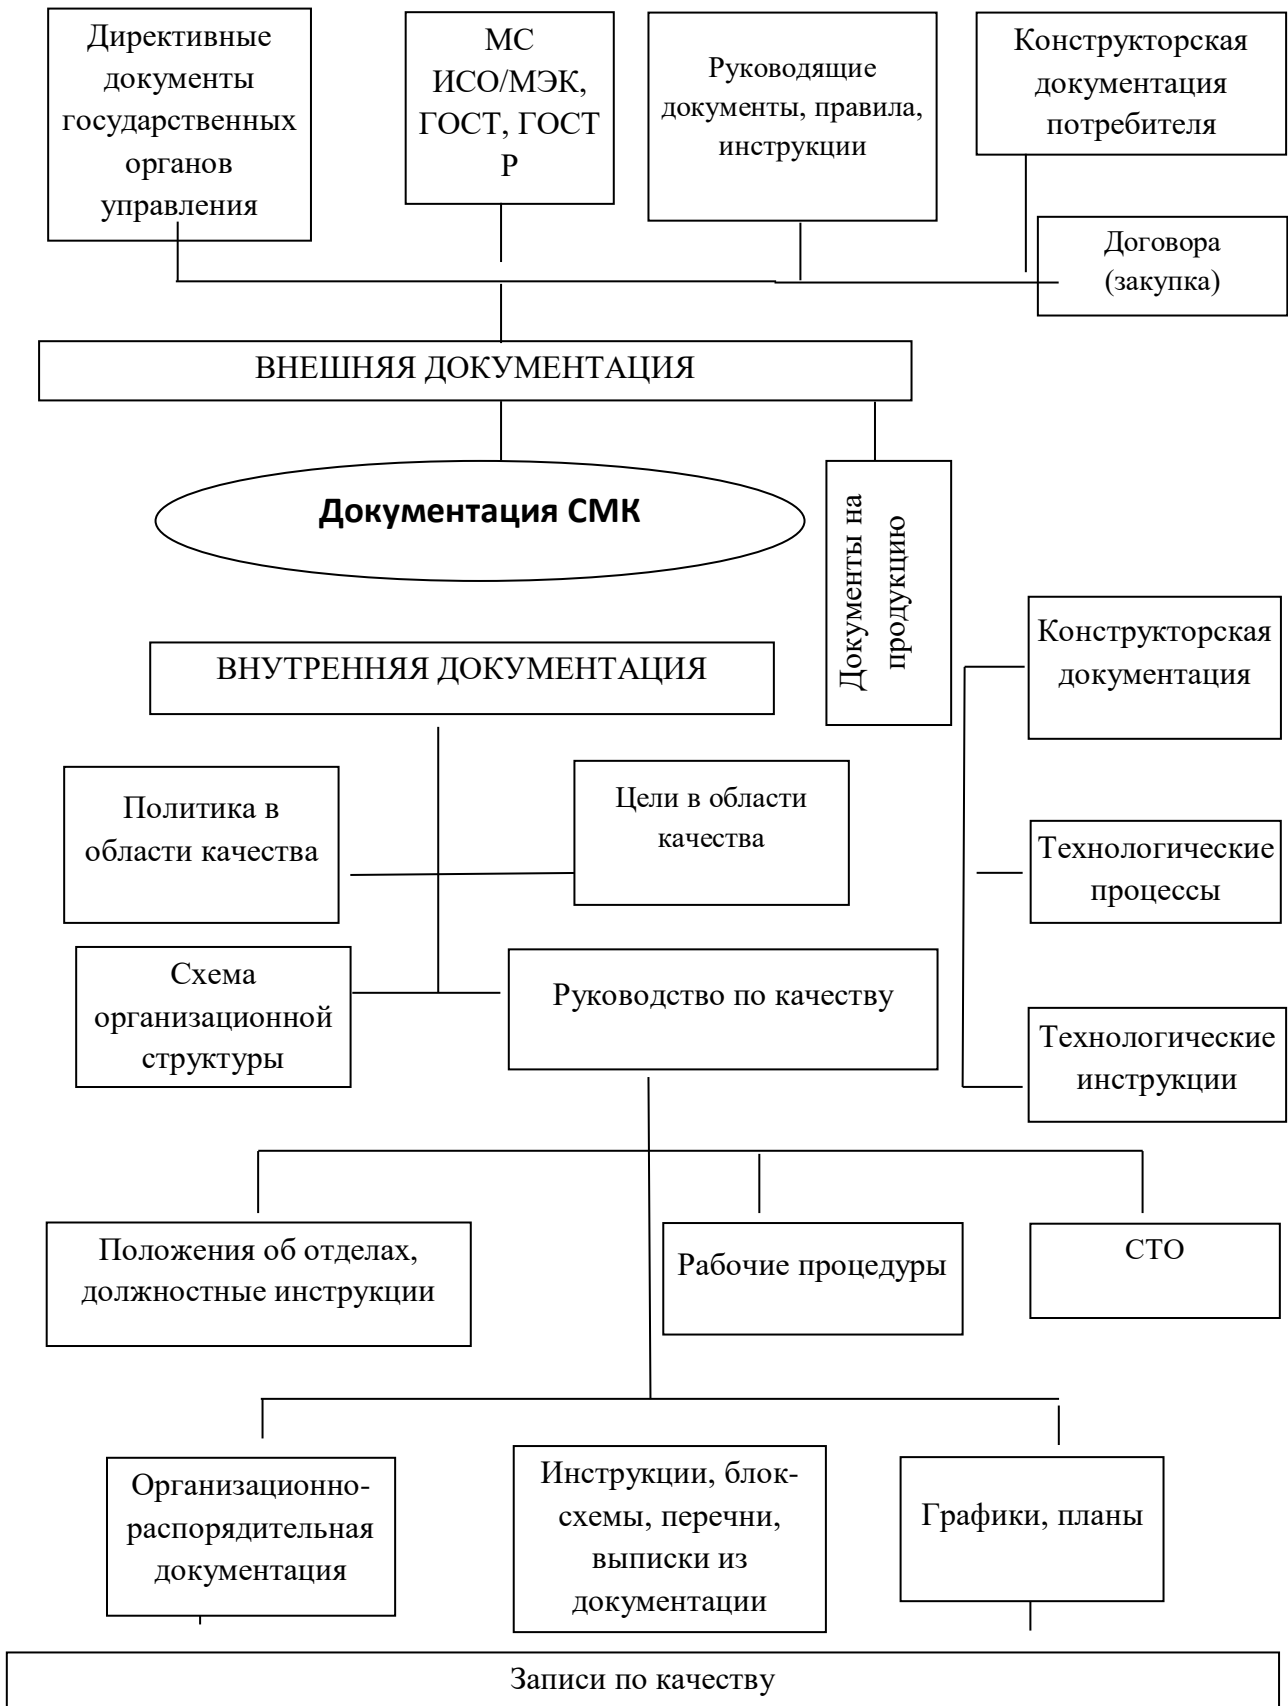 Директивные
документы
государственных
органов
управления
МС
ИСО/МЭК,
ГОСТ, ГОСТ
Р
Руководящие
документы, правила,
инструкции
Конструкторская
документация
потребителя
Договора
(закупка)
ВНЕШНЯЯ ДОКУМЕНТАЦИЯ
Документация СМК
Документы на
продукцию
ВНУТРЕННЯЯ ДОКУМЕНТАЦИЯ
Конструкторская
документация
Политика в
области качества
Цели в области
качества
Технологические
процессы
Схема
организационной
структуры
Руководство по качеству
Технологические
инструкции
Положения об отделах,
должностные инструкции
Рабочие процедуры
СТО
Организационно-
распорядительная
документация
Инструкции, блок-
схемы, перечни,
выписки из
документации
Графики, планы
Записи по качеству